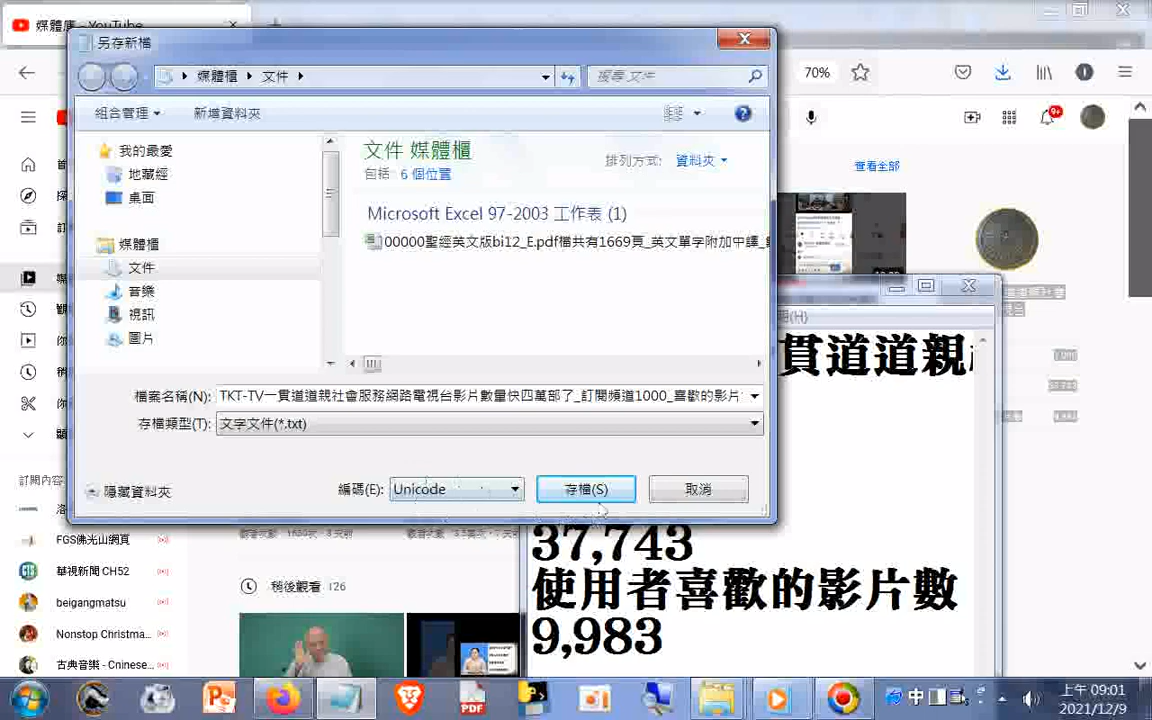 媒體庫 - YouTube
另存新檔
媒體櫃 文件
搜尋 文件
70%
組合管理 新增資料夾
我的最愛
地藏經
桌面
媒體櫃
文件
音樂
視訊
圖片
文件 媒體櫃
包括: 6 個位置
排列方式: 資料夾
Microsoft Excel 97-2003 工作表 (1)
00000聖經英文版bi12_E.pdf檔共有1669頁_英文單字附加中譯_
檔案名稱(N): TKT-TV一貫道道親社會服務網路電視台影片數量快四萬部了_訂閱頻道1000_喜歡的影片
存檔類型(T): 文字文件(*.txt)
隱藏資料夾
編碼(E): Unicode
存檔(S)
取消
9+
查看全部
(H)
貫道道親
37,743
使用者喜歡的影片數
9,983
訂閱內容
FGS佛光山網頁
華視新聞 CH52
beigangmatsu
Nonstop Christma...
古典音樂 - Cninese...
稍後觀看 126
中
上午 09:01
2021/12/9